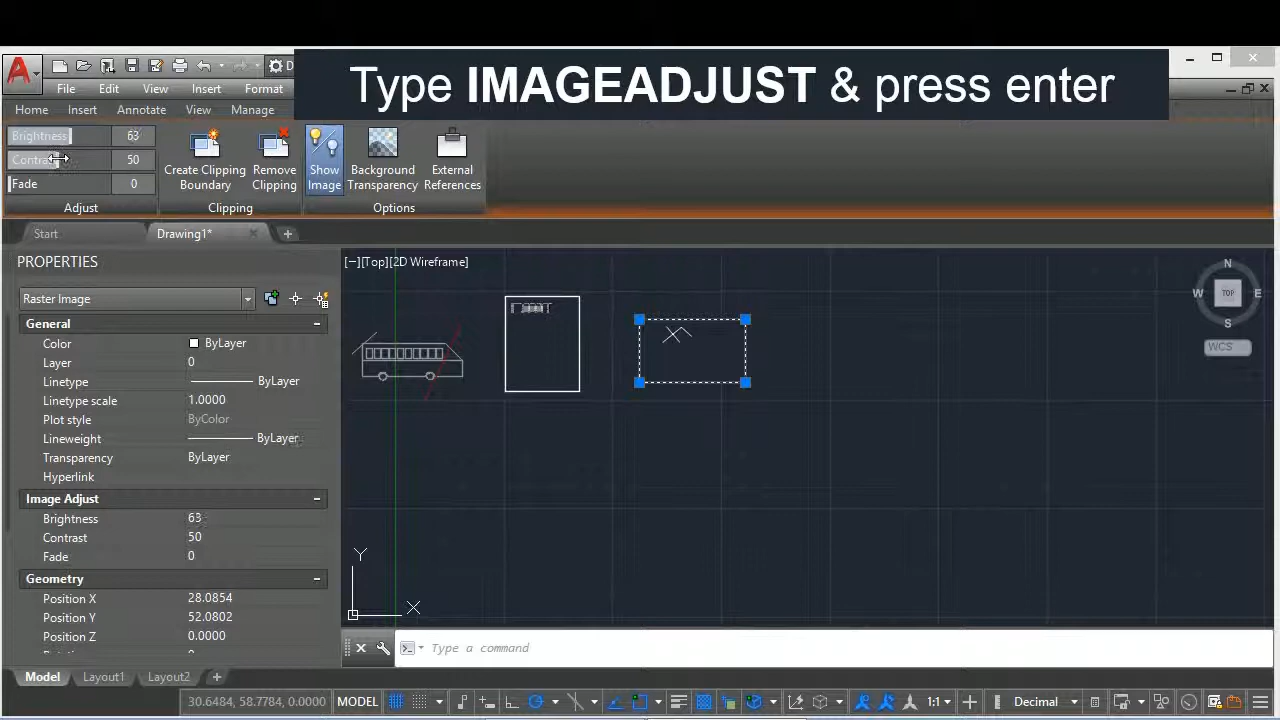 Type IMAGEADJUST & press enter
File Edit View Insert Format
Home Insert Annotate View Manage
Brightness 63
Contrast 50
Fade 0
Create Clipping Boundary
Remove Clipping
Show Image
Background Transparency
External References
Adjust
Clipping
Options
Start
Drawing1*
PROPERTIES
[−][Top][2D Wireframe]
Raster Image
General
Color ByLayer
Layer 0
Linetype ByLayer
Linetype scale 1.0000
Plot style ByColor
Lineweight ByLayer
Transparency ByLayer
Hyperlink
Image Adjust
Brightness 63
Contrast 50
Fade 0
Geometry
Position X 28.0854
Position Y 52.0802
Position Z 0.0000
N
W TOP E
S
WCS
Y
X
Type a command
Model Layout1 Layout2
30.6484, 58.7784, 0.0000 MODEL 1:1 Decimal